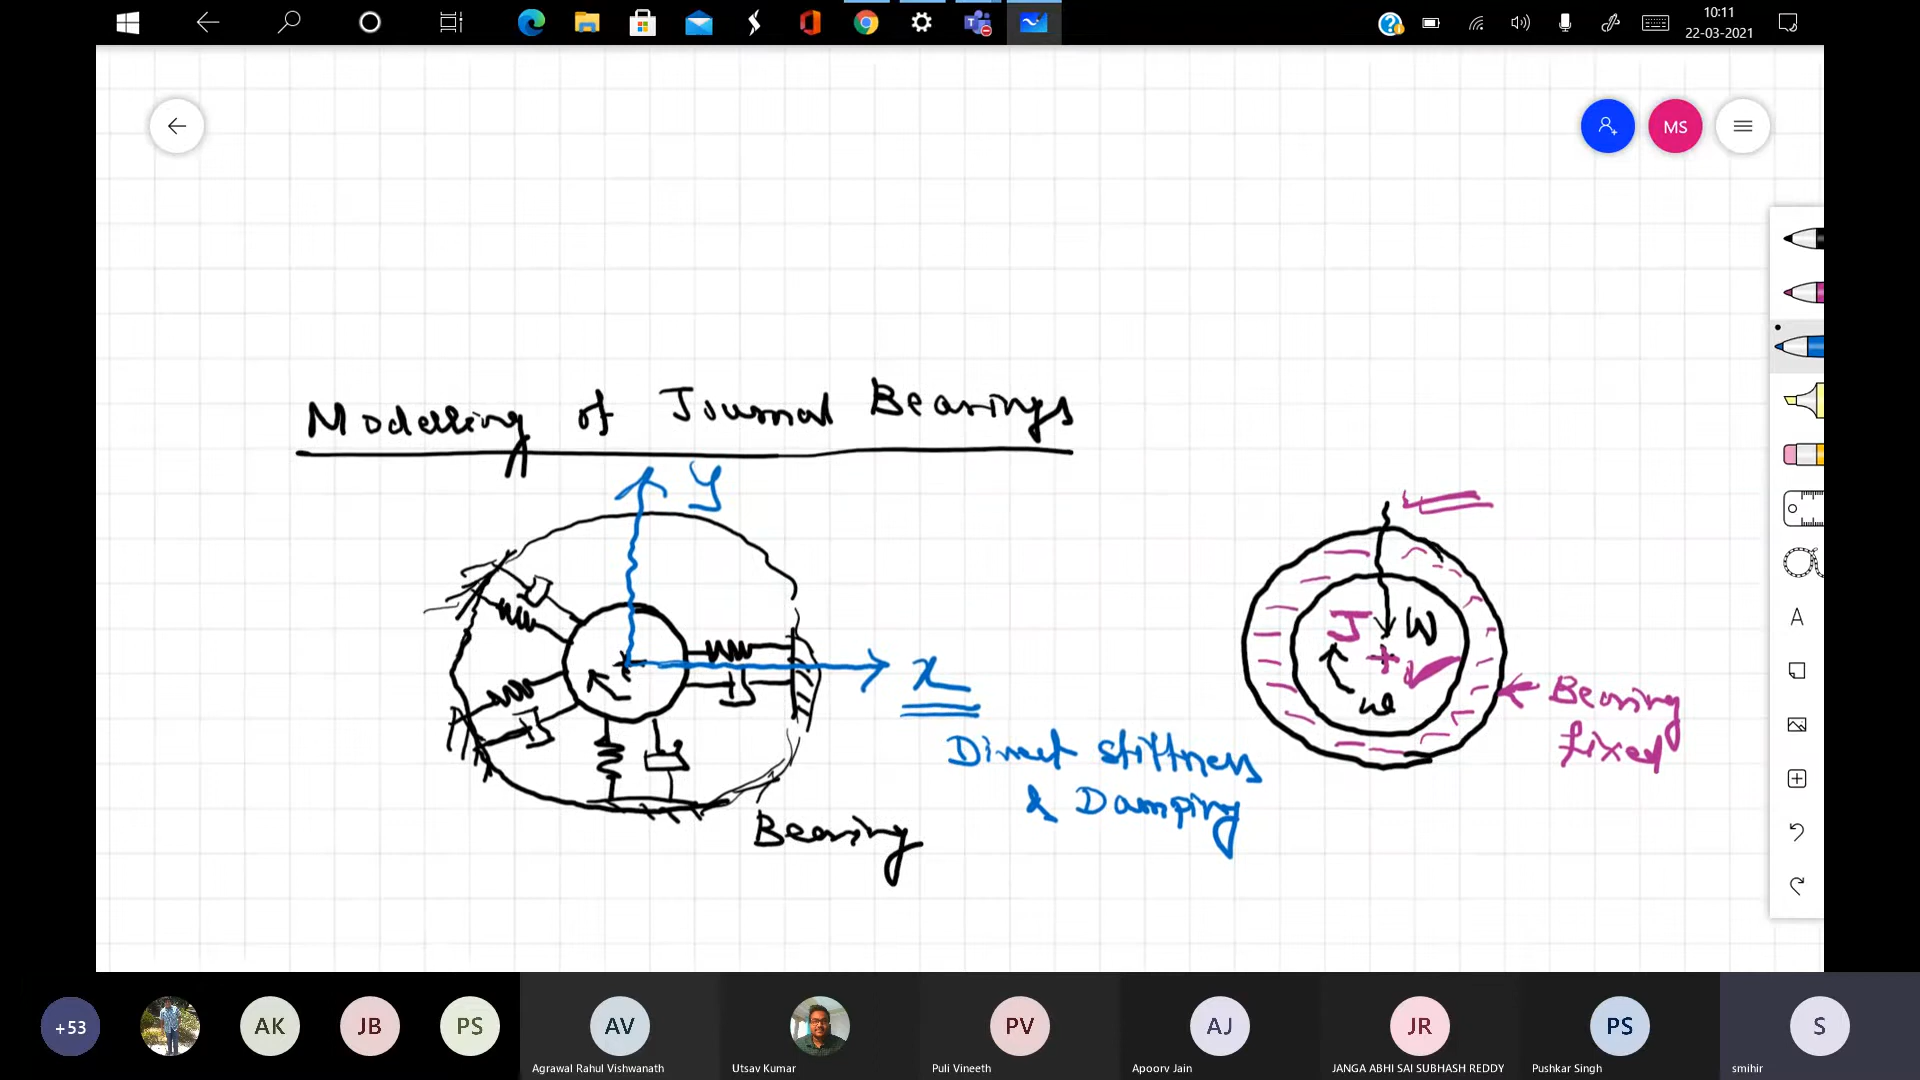 10:11
22-03-2021
MS
Modelling of Journal Bearings
y
x
Direct stiffness
& Damping
Bearing
J
W
ω
Bearing
fixed
A
+53
AK
JB
PS
AV
PV
AJ
JR
PS
S
Agrawal Rahul Vishwanath
Utsav Kumar
Puli Vineeth
Apoorv Jain
JANGA ABHI SAI SUBHASH REDDY
Pushkar Singh
smihir